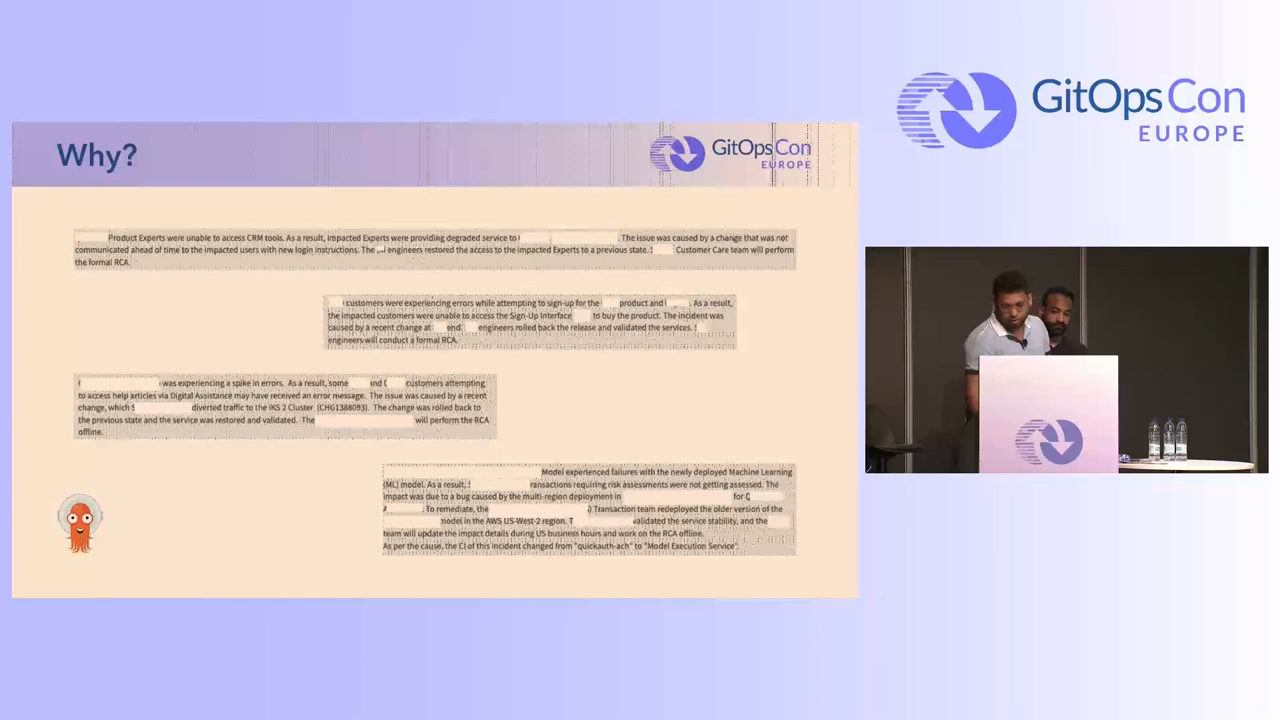 GitOpsCon
EUROPE
Why?
GitOpsCon
EUROPE
Product Experts were unable to access CRM tools. As a result, impacted Experts were providing degraded service to . The issue was caused by a change that was not
communicated ahead of time to the impacted users with new login instructions. The engineers restored the access to the impacted Experts to a previous state. Customer Care team will perform
the formal RCA.
customers were experiencing errors while attempting to sign-up for the product and . As a result,
the impacted customers were unable to access the Sign-Up Interface to buy the product. The incident was
caused by a recent change at end. engineers rolled back the release and validated the services.
engineers will conduct a formal RCA.
was experiencing a spike in errors. As a result, some and customers attempting
to access help articles via Digital Assistance may have received an error message. The issue was caused by a recent
change, which diverted traffic to the IKS 2 Cluster (CHG1388093). The change was rolled back to
the previous state and the service was restored and validated. The will perform the RCA
offline.
Model experienced failures with the newly deployed Machine Learning
(ML) model. As a result, transactions requiring risk assessments were not getting assessed. The
impact was due to a bug caused by the multi-region deployment in for
. To remediate, the ) Transaction team redeployed the older version of the
model in the AWS US-West-2 region. validated the service stability, and the
team will update the impact details during US business hours and work on the RCA offline.
As per the cause, the CI of this incident changed from "quickauth-ach" to "Model Execution Service".